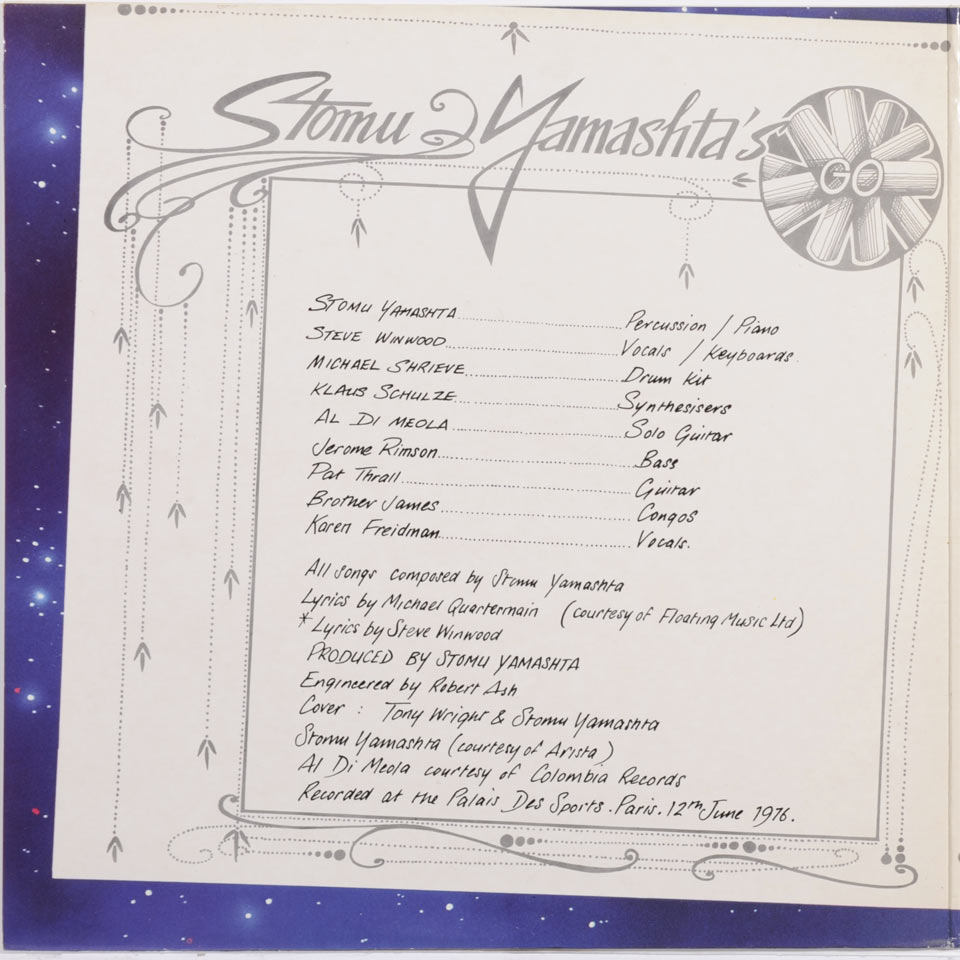 Stomu Yamashta's
GO
STOMU YAMASHTA........................Percussion / Piano
STEVE WINWOOD........................Vocals / Keyboards
MICHAEL SHRIEVE........................Drum Kit
KLAUS SCHULZE........................Synthesisers
AL DI MEOLA........................Solo Guitar
Jerome Rimson........................Bass
Pat Thrall........................Guitar
Brother James........................Congos
Karen Freidman........................Vocals.
All songs composed by Stomu Yamashta
Lyrics by Michael Quartermain (courtesy of Floating Music Ltd)
*Lyrics by Steve Winwood
PRODUCED BY STOMU YAMASHTA
Engineered by Robert Ash
Cover : Tony Wright & Stomu Yamashta
Stomu Yamashta (courtesy of Arista)
Al Di Meola courtesy of Colombia Records
Recorded at the Palais Des Sports. Paris. 12th June 1976.